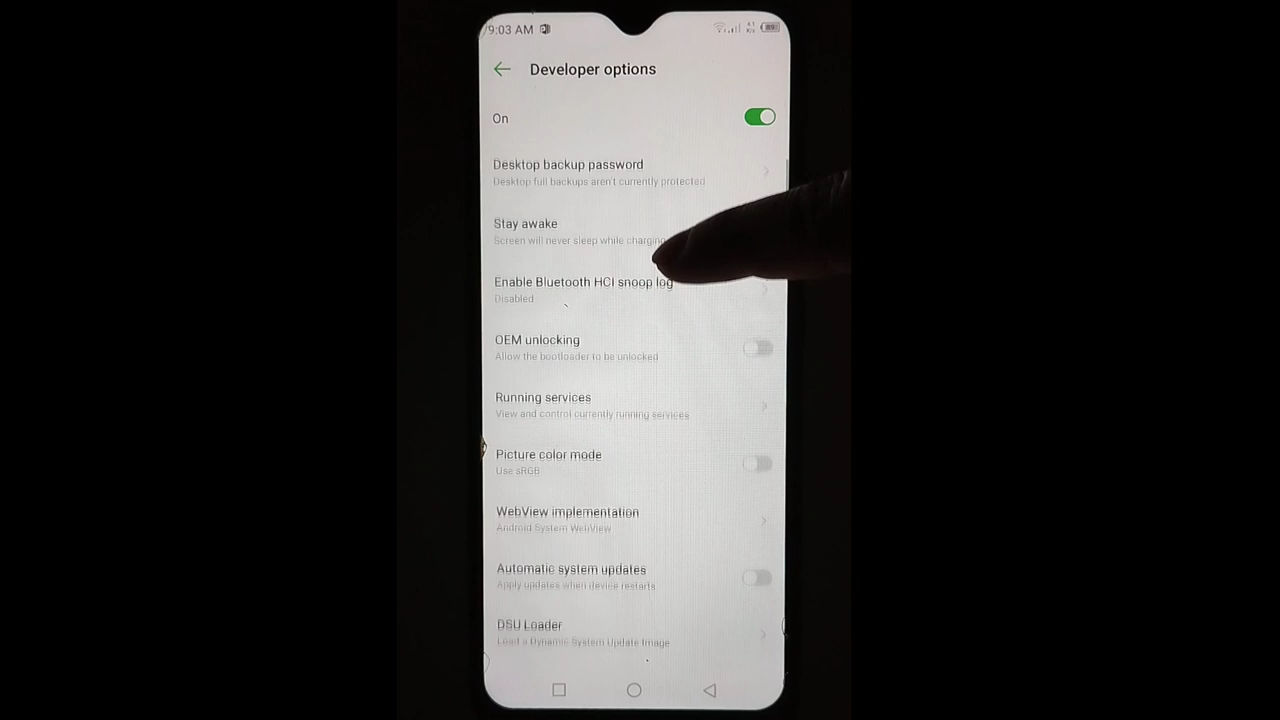 9:03 AM
Developer options
On
Desktop backup password
Desktop full backups aren't currently protected
Stay awake
Screen will never sleep while charging
Enable Bluetooth HCI snoop log
Disabled
OEM unlocking
Allow the bootloader to be unlocked
Running services
View and control currently running services
Picture color mode
Use sRGB
WebView implementation
Android System WebView
Automatic system updates
Apply updates when device restarts
DSU Loader
Load a Dynamic System Update Image